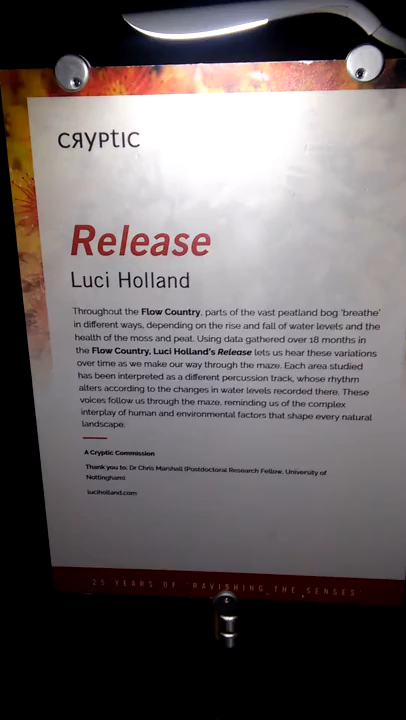 CRYPTIC
Release
Luci Holland
Throughout the Flow Country, parts of the vast peatland bog 'breathe'
in different ways, depending on the rise and fall of water levels and the
health of the moss and peat. Using data gathered over 18 months in
the Flow Country, Luci Holland's Release lets us hear these variations
over time as we make our way through the maze. Each area studied
has been interpreted as a different percussion track, whose rhythm
alters according to the changes in water levels recorded there. These
voices follow us through the maze, reminding us of the complex
interplay of human and environmental factors that shape every natural
landscape.
A Cryptic Commission
Thank you to: Dr Chris Marshall (Postdoctoral Research Fellow, University of
Nottingham)
luciholland.com
25 YEARS OF 'RAVISHING THE SENSES'